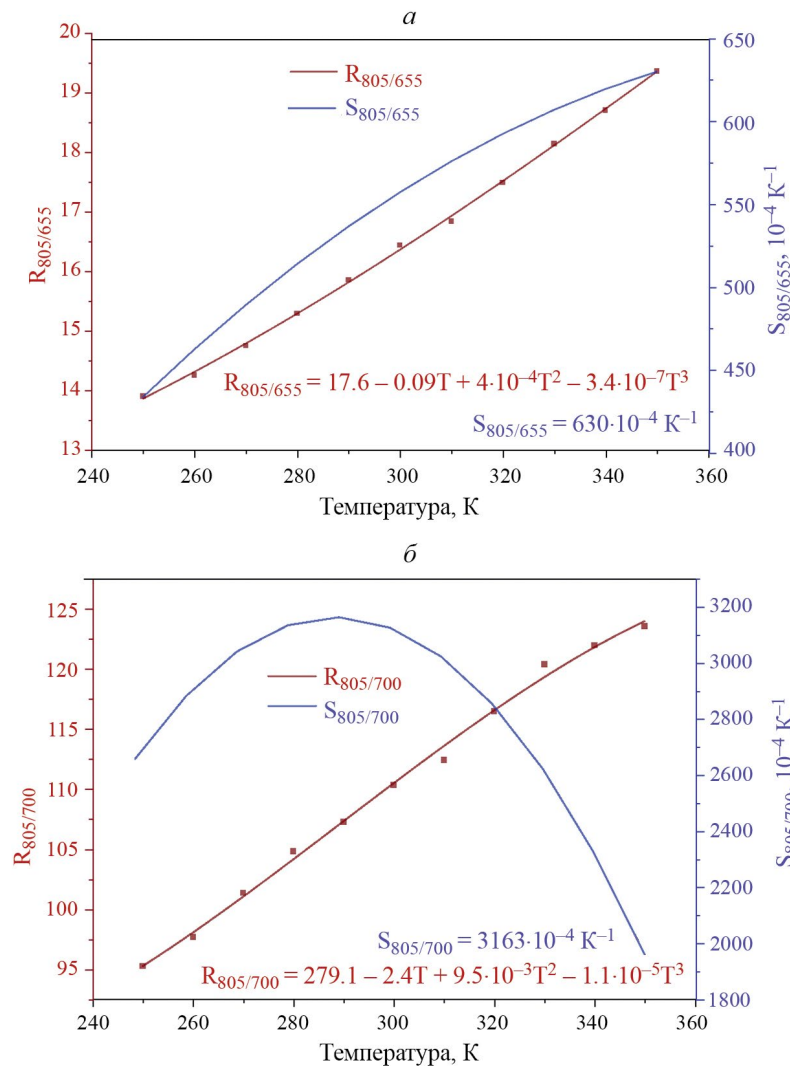 а
20
19
18
17
16
15
14
13
R805/655
R805/655
S805/655
R805/655 = 17.6 – 0.09T + 4·10–4T2 – 3.4·10–7T3
S805/655 = 630·10–4 K–1
650
600
550
500
450
400
S805/655, 10–4 K–1
240 260 280 300 320 340 360
Температура, К
б
125
120
115
110
105
100
95
R805/700
R805/700
S805/700
S805/700 = 3163·10–4 K–1
R805/700 = 279.1 – 2.4T + 9.5·10–3T2 – 1.1·10–5T3
3200
3000
2800
2600
2400
2200
2000
1800
S805/700, 10–4 K–1
240 260 280 300 320 340 360
Температура, К